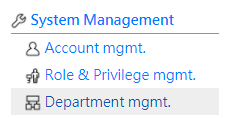 System Management
Account mgmt.
Role & Privilege mgmt.
Department mgmt.